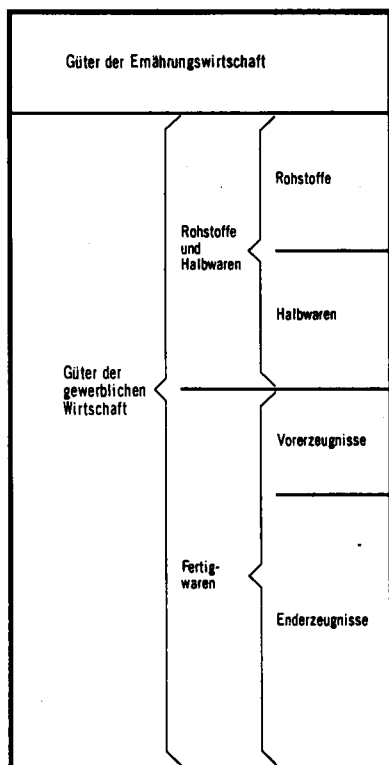 Güter der Ernährungswirtschaft
Rohstoffe
Rohstoffe
und
Halbwaren
Halbwaren
Güter der
gewerblichen
Wirtschaft
Vorerzeugnisse
Fertig-
waren
Enderzeugnisse